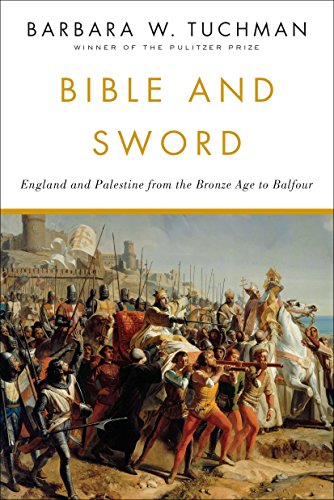 BARBARA W. TUCHMAN
WINNER OF THE PULITZER PRIZE
BIBLE AND
SWORD
England and Palestine from the Bronze Age to Balfour